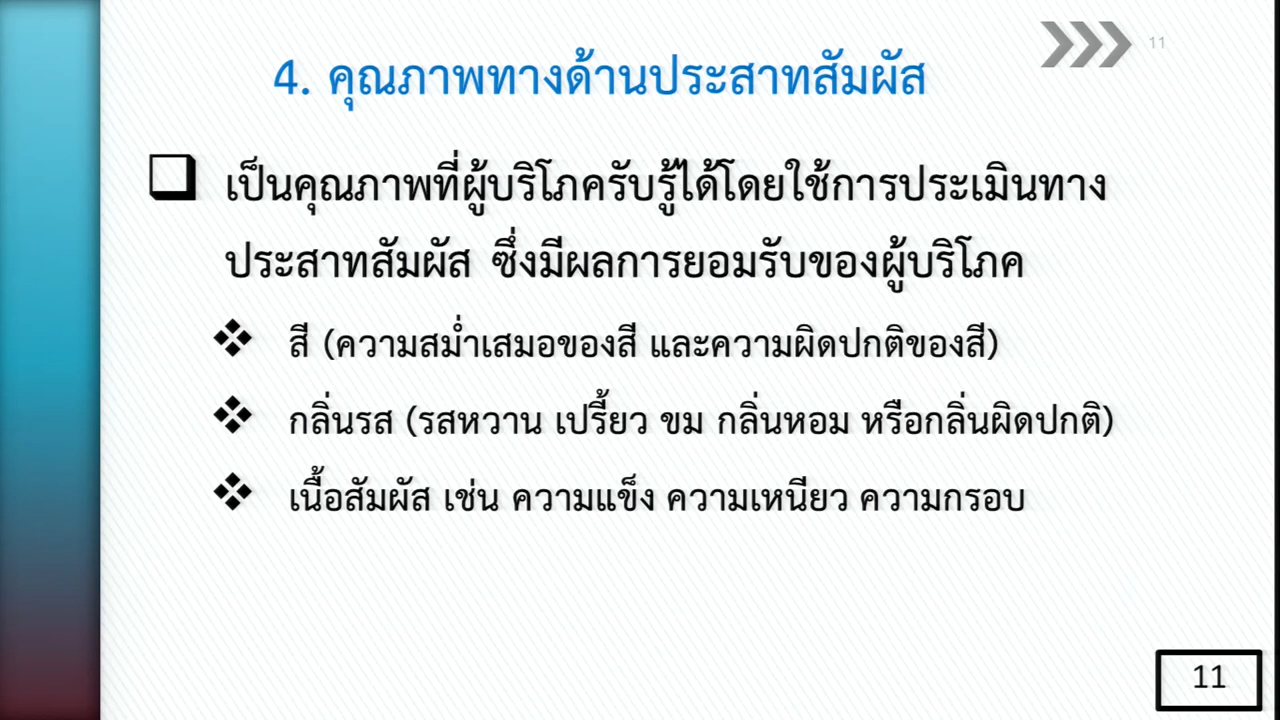 11
4. คุณภาพทางด้านประสาทสัมผัส
เป็นคุณภาพที่ผู้บริโภครับรู้ได้โดยใช้การประเมินทาง
ประสาทสัมผัส ซึ่งมีผลการยอมรับของผู้บริโภค
สี (ความสม่ำเสมอของสี และความผิดปกติของสี)
กลิ่นรส (รสหวาน เปรี้ยว ขม กลิ่นหอม หรือกลิ่นผิดปกติ)
เนื้อสัมผัส เช่น ความแข็ง ความเหนียว ความกรอบ
11